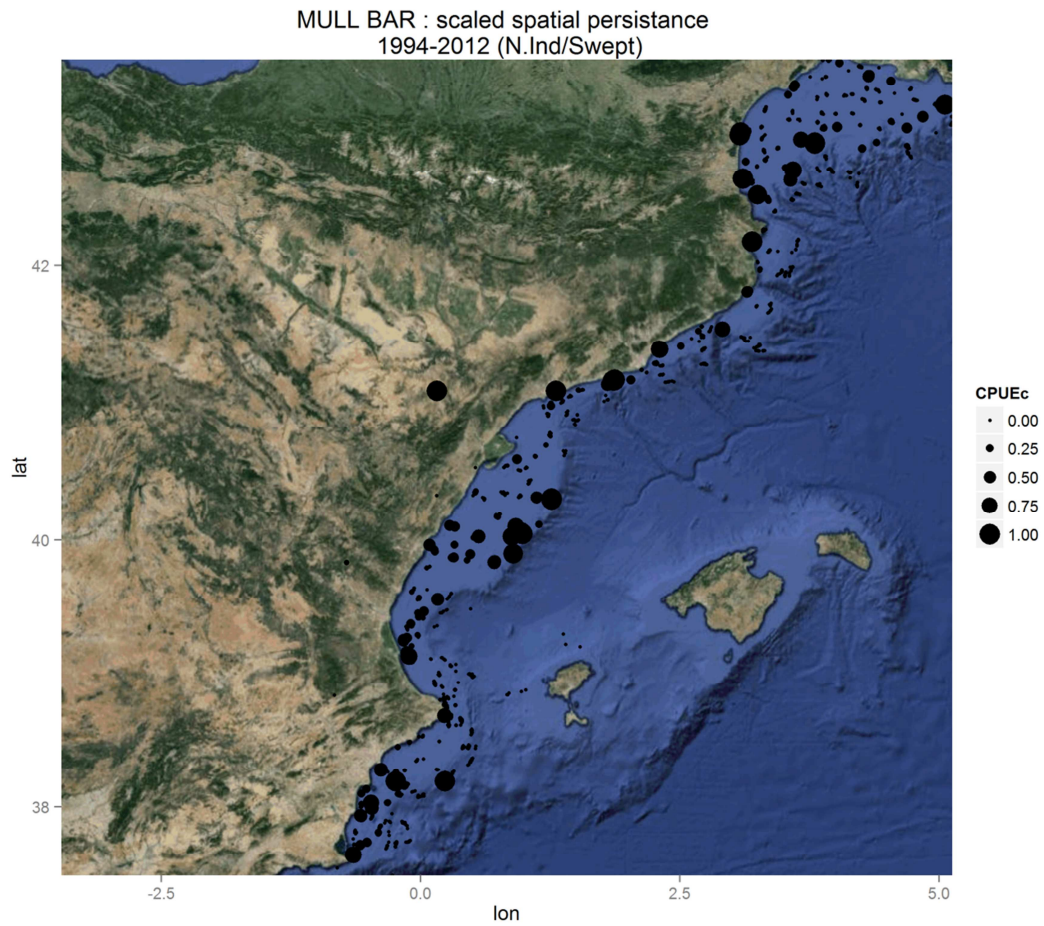 MULL BAR : scaled spatial persistance
1994-2012 (N.Ind/Swept)
42
40
38
lat
-2.5
0.0
2.5
5.0
lon
CPUEc
0.00
0.25
0.50
0.75
1.00